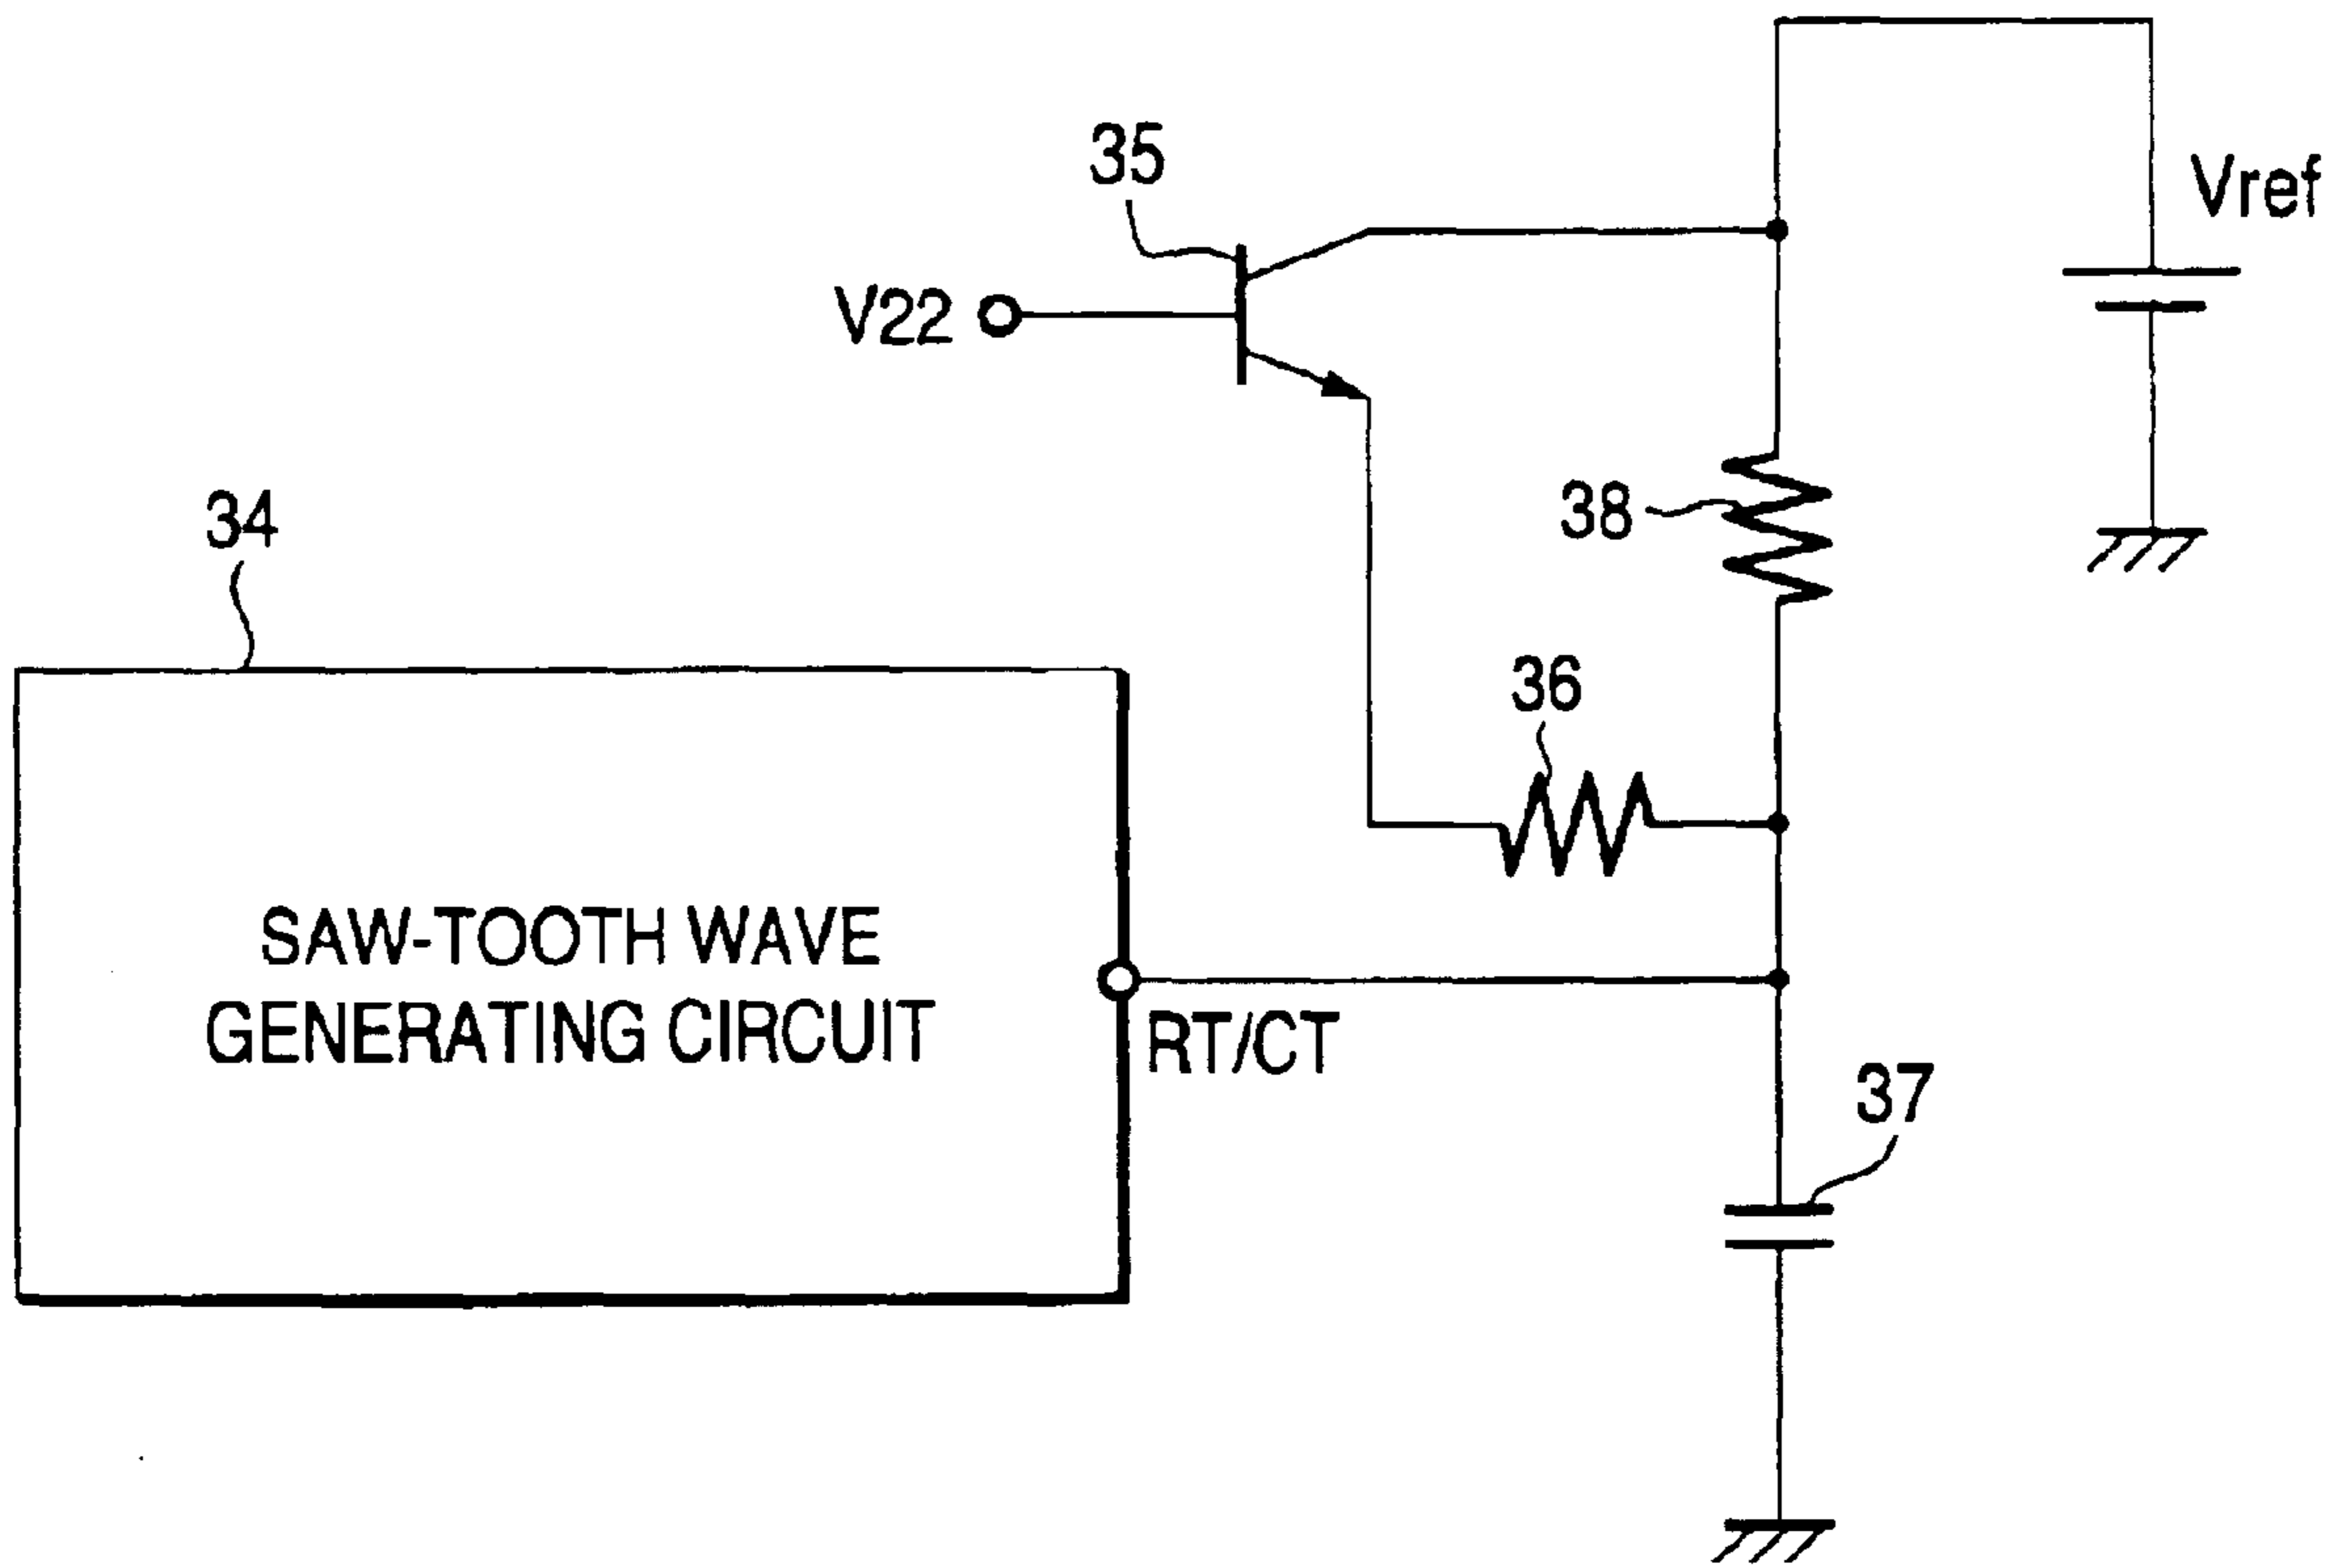 35
Vref
V22
38
34
36
SAW-TOOTH WAVE
GENERATING CIRCUIT
RT/CT
37